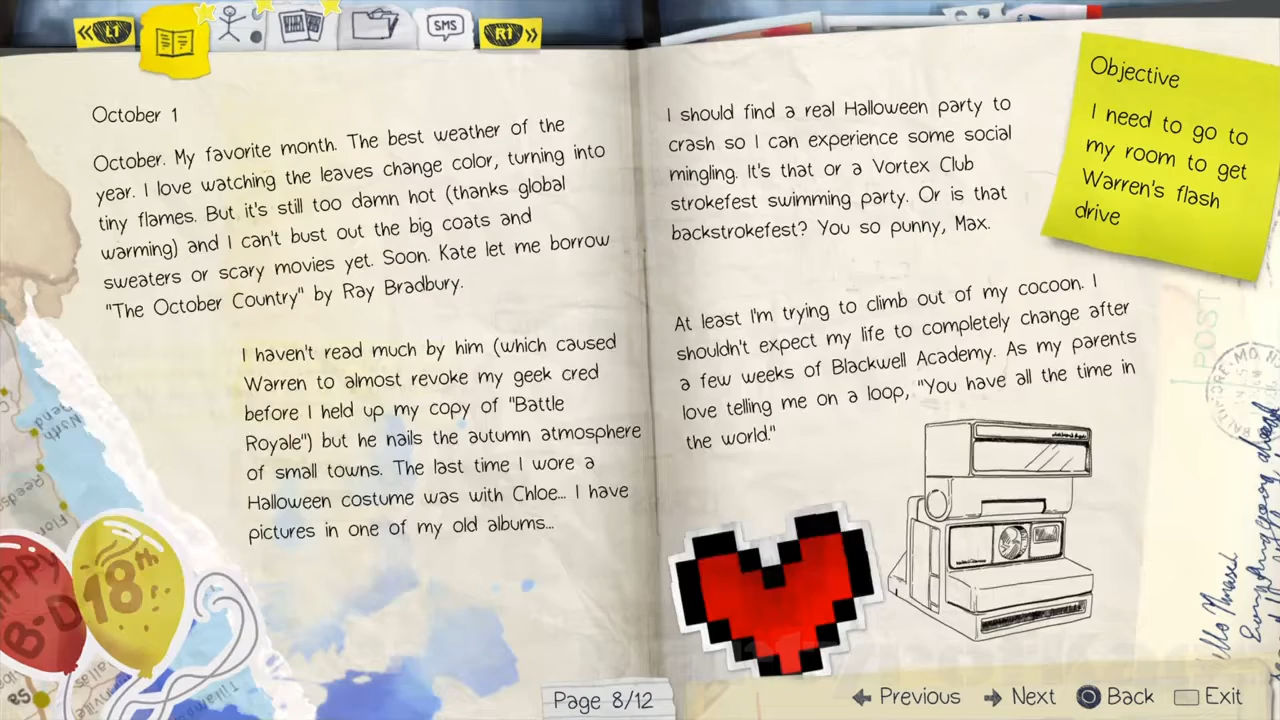 L1
SMS
R1
October 1
October. My favorite month. The best weather of the
year. I love watching the leaves change color, turning into
tiny flames. But it's still too damn hot (thanks global
warming) and I can't bust out the big coats and
sweaters or scary movies yet. Soon. Kate let me borrow
"The October Country" by Ray Bradbury.
I haven't read much by him (which caused
Warren to almost revoke my geek cred
before I held up my copy of "Battle
Royale") but he nails the autumn atmosphere
of small towns. The last time I wore a
Halloween costume was with Chloe... I have
pictures in one of my old albums...
I should find a real Halloween party to
crash so I can experience some social
mingling. It's that or a Vortex Club
strokefest swimming party. Or is that
backstrokefest? You so punny, Max.
At least I'm trying to climb out of my cocoon. I
shouldn't expect my life to completely change after
a few weeks of Blackwell Academy. As my parents
love telling me on a loop, "You have all the time in
the world."
Objective
I need to go to
my room to get
Warren's flash
drive
POST
North
Bend
B-D
18th
Page 8/12
Previous
Next
Back
Exit